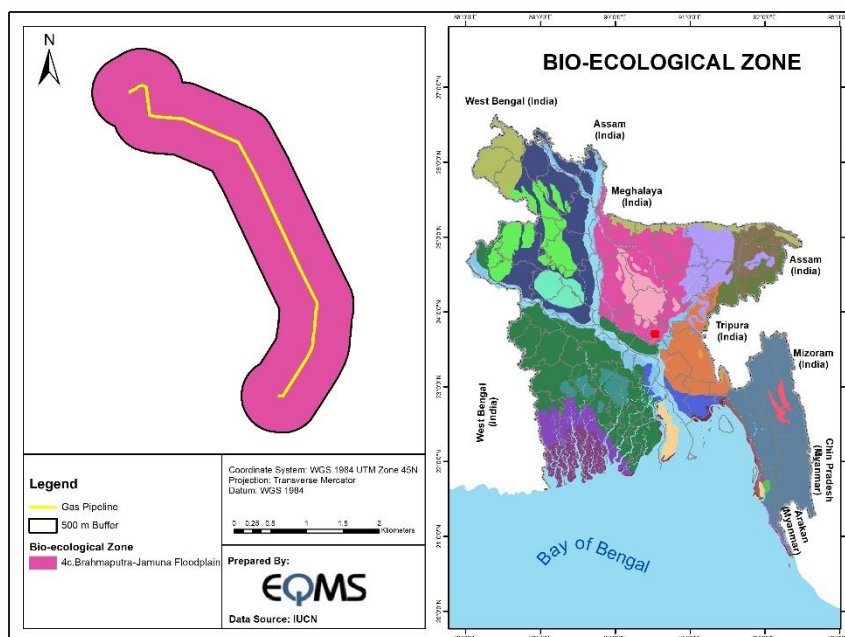 N
Legend
Gas Pipeline
500 m Buffer
Bio-ecological Zone
4c.Brahmaputra-Jamuna Floodplain
Coordinate System: WGS 1984 UTM Zone 45N
Projection: Transverse Mercator
Datum: WGS 1984
0 0.25 0.5 1 1.5 2
Kilometers
Prepared By:
EQMS
Data Source: IUCN
BIO-ECOLOGICAL ZONE
West Bengal (India)
Assam
(India)
Meghalaya
(India)
Assam
(India)
Tripura
(India)
Mizoram
(India)
West Bengal
(India)
Chin Pradesh
(Myanmar)
Arakan
(Myanmar)
Bay of Bengal